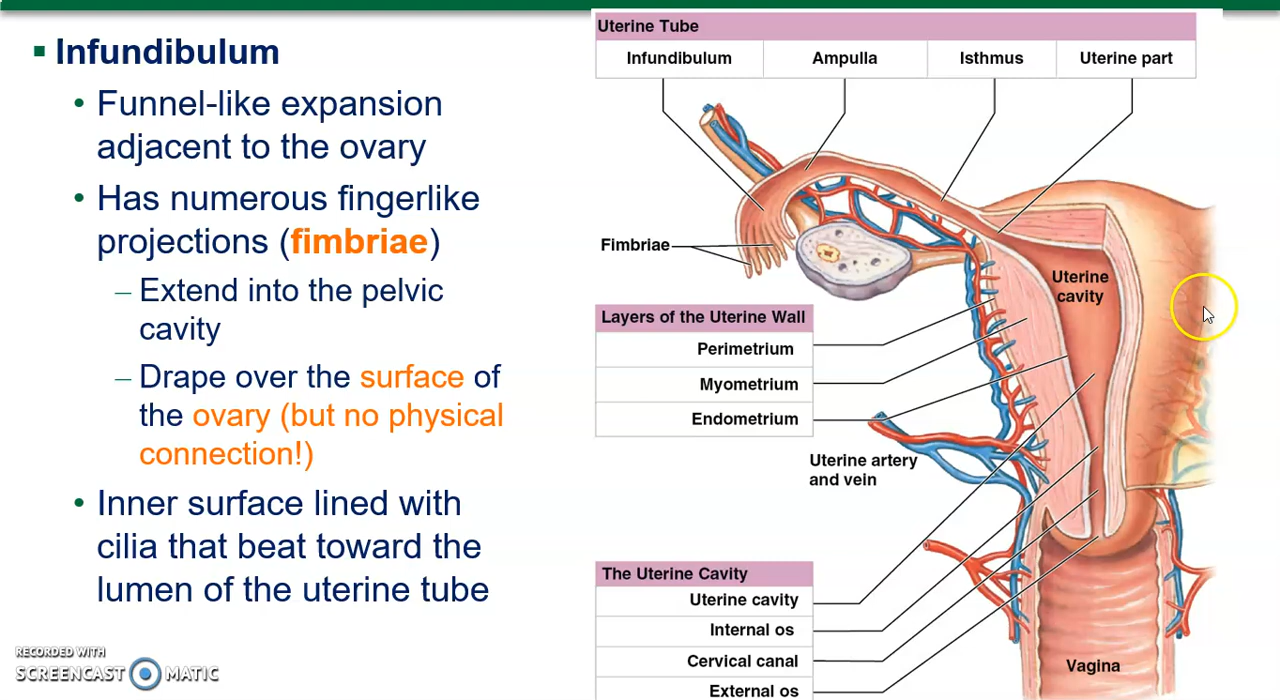 ▪ Infundibulum
• Funnel-like expansion
adjacent to the ovary
• Has numerous fingerlike
projections (fimbriae)
– Extend into the pelvic
cavity
– Drape over the surface of
the ovary (but no physical
connection!)
• Inner surface lined with
cilia that beat toward the
lumen of the uterine tube
RECORDED WITH
SCREENCAST MATIC
Uterine Tube
Infundibulum Ampulla Isthmus Uterine part
Fimbriae
Uterine
cavity
Layers of the Uterine Wall
Perimetrium
Myometrium
Endometrium
Uterine artery
and vein
The Uterine Cavity
Uterine cavity
Internal os
Cervical canal
External os
Vagina